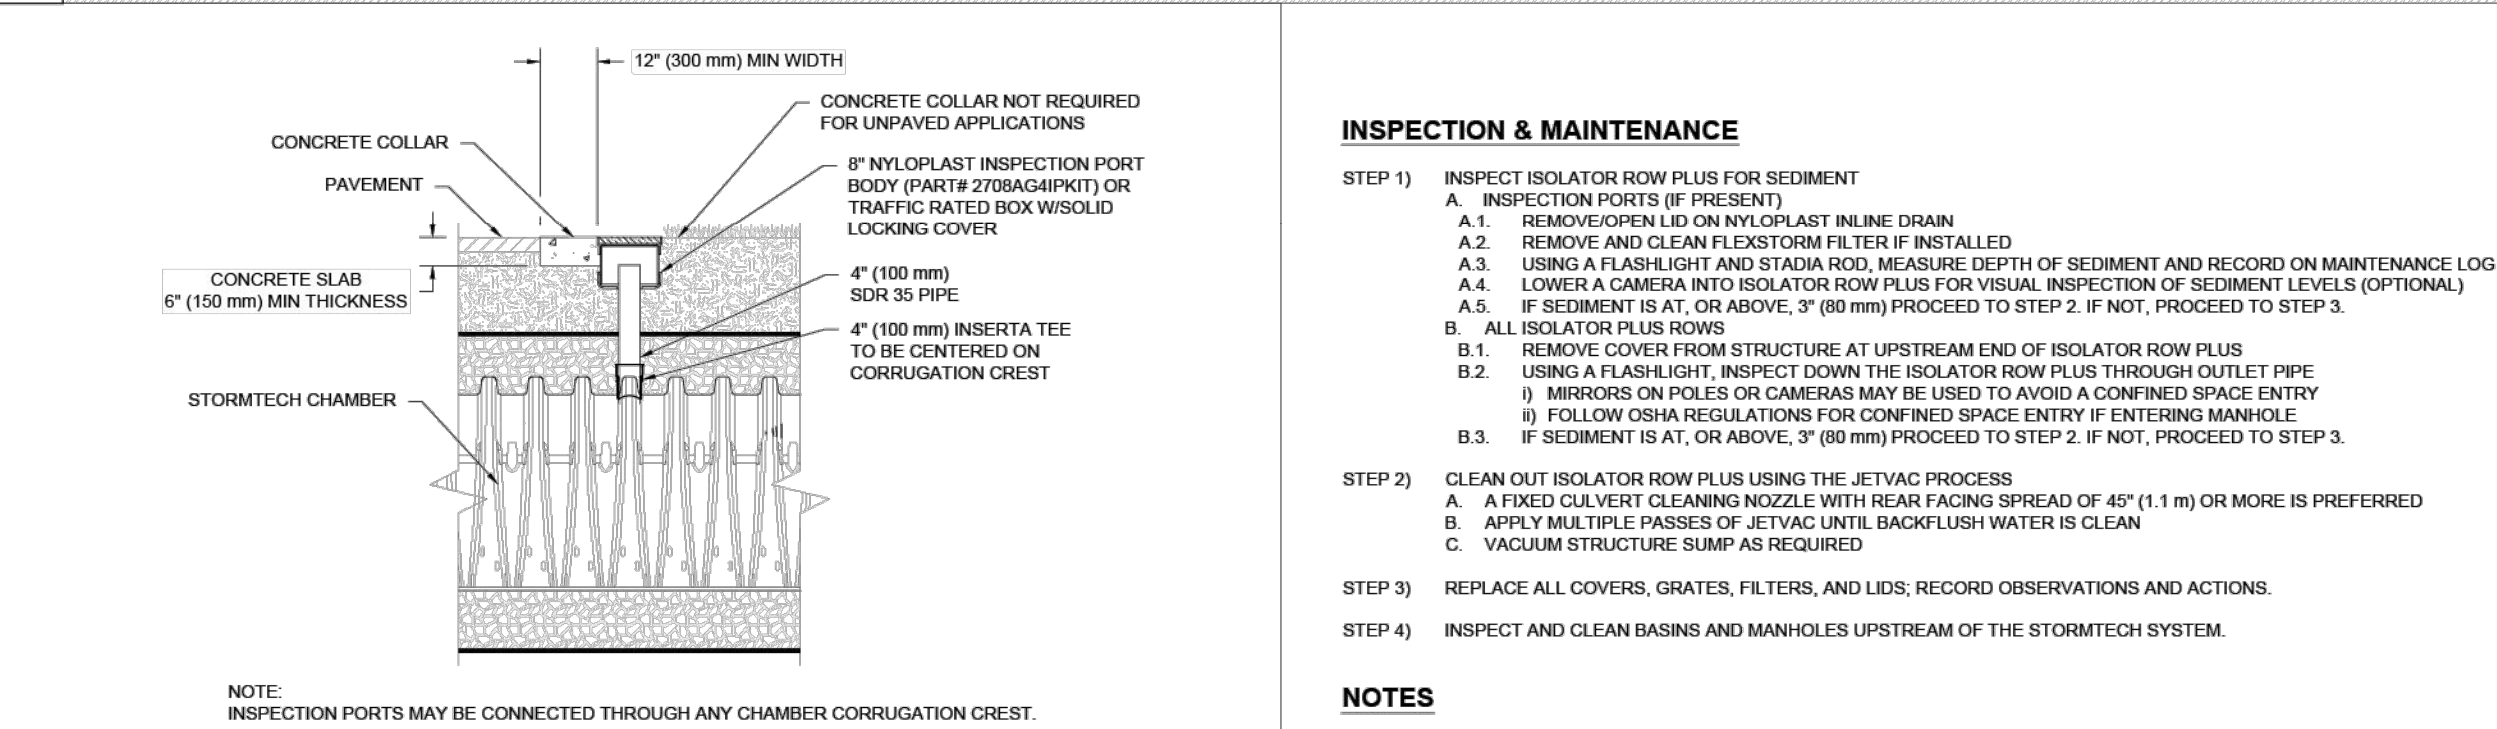 12" (300 mm) MIN WIDTH
CONCRETE COLLAR NOT REQUIRED
FOR UNPAVED APPLICATIONS
CONCRETE COLLAR
PAVEMENT
8" NYLOPLAST INSPECTION PORT
BODY (PART# 2708AG4IPKIT) OR
TRAFFIC RATED BOX W/SOLID
LOCKING COVER
CONCRETE SLAB
6" (150 mm) MIN THICKNESS
4" (100 mm)
SDR 35 PIPE
4" (100 mm) INSERTA TEE
TO BE CENTERED ON
CORRUGATION CREST
STORMTECH CHAMBER
NOTE:
INSPECTION PORTS MAY BE CONNECTED THROUGH ANY CHAMBER CORRUGATION CREST.
INSPECTION & MAINTENANCE
STEP 1) INSPECT ISOLATOR ROW PLUS FOR SEDIMENT
A. INSPECTION PORTS (IF PRESENT)
A.1. REMOVE/OPEN LID ON NYLOPLAST INLINE DRAIN
A.2. REMOVE AND CLEAN FLEXSTORM FILTER IF INSTALLED
A.3. USING A FLASHLIGHT AND STADIA ROD, MEASURE DEPTH OF SEDIMENT AND RECORD ON MAINTENANCE LOG
A.4. LOWER A CAMERA INTO ISOLATOR ROW PLUS FOR VISUAL INSPECTION OF SEDIMENT LEVELS (OPTIONAL)
A.5. IF SEDIMENT IS AT, OR ABOVE, 3" (80 mm) PROCEED TO STEP 2. IF NOT, PROCEED TO STEP 3.
B. ALL ISOLATOR PLUS ROWS
B.1. REMOVE COVER FROM STRUCTURE AT UPSTREAM END OF ISOLATOR ROW PLUS
B.2. USING A FLASHLIGHT, INSPECT DOWN THE ISOLATOR ROW PLUS THROUGH OUTLET PIPE
i) MIRRORS ON POLES OR CAMERAS MAY BE USED TO AVOID A CONFINED SPACE ENTRY
ii) FOLLOW OSHA REGULATIONS FOR CONFINED SPACE ENTRY IF ENTERING MANHOLE
B.3. IF SEDIMENT IS AT, OR ABOVE, 3" (80 mm) PROCEED TO STEP 2. IF NOT, PROCEED TO STEP 3.
STEP 2) CLEAN OUT ISOLATOR ROW PLUS USING THE JETVAC PROCESS
A. A FIXED CULVERT CLEANING NOZZLE WITH REAR FACING SPREAD OF 45" (1.1 m) OR MORE IS PREFERRED
B. APPLY MULTIPLE PASSES OF JETVAC UNTIL BACKFLUSH WATER IS CLEAN
C. VACUUM STRUCTURE SUMP AS REQUIRED
STEP 3) REPLACE ALL COVERS, GRATES, FILTERS, AND LIDS; RECORD OBSERVATIONS AND ACTIONS.
STEP 4) INSPECT AND CLEAN BASINS AND MANHOLES UPSTREAM OF THE STORMTECH SYSTEM.
NOTES